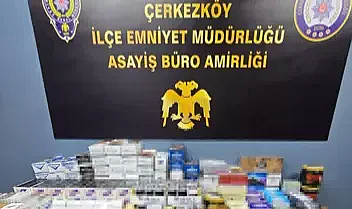 ÇERKEZKÖY
İLÇE EMNİYET MÜDÜRLÜĞÜ
ASAYİŞ BÜRO AMİRLİĞİ